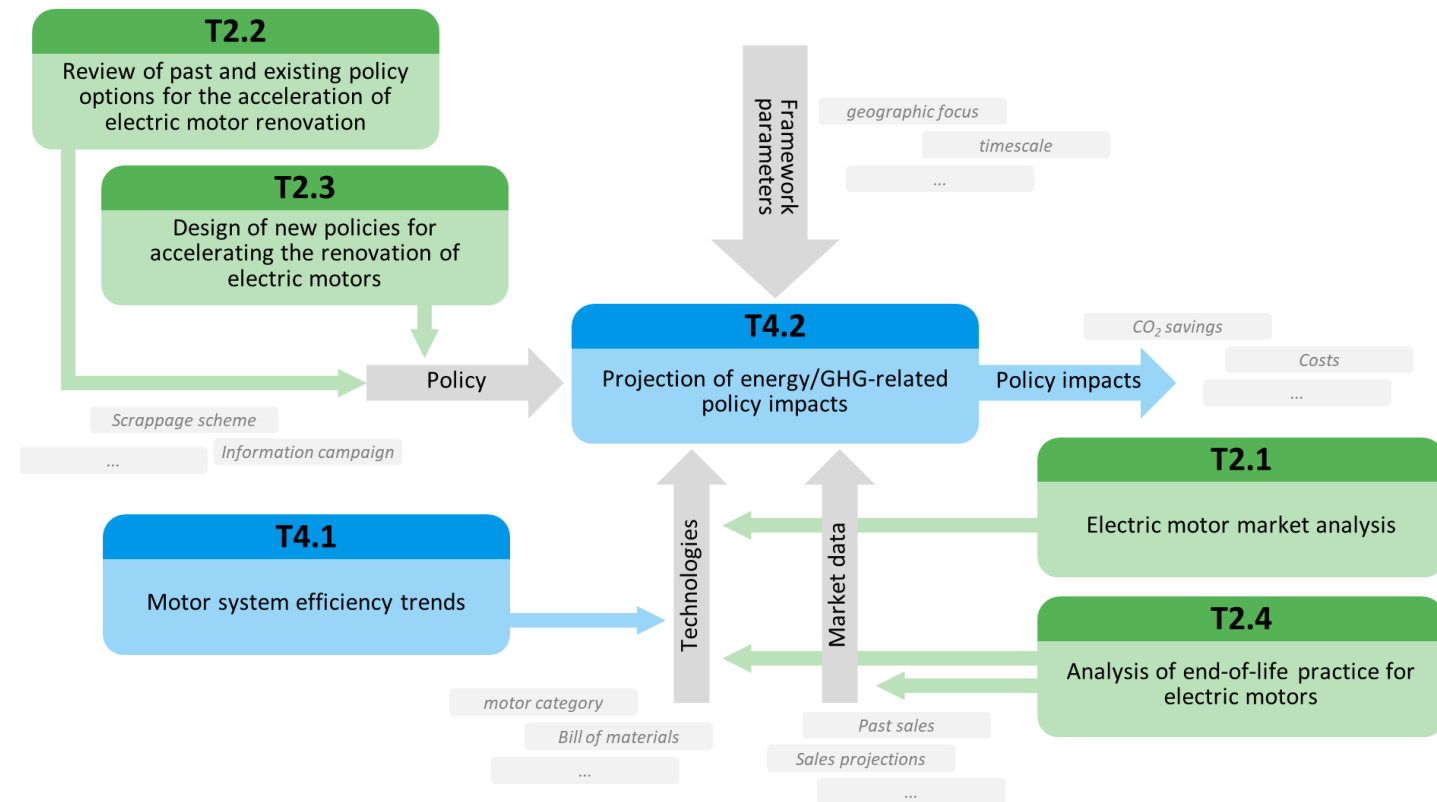 T2.2
Review of past and existing policy
options for the acceleration of
electric motor renovation
T2.3
Design of new policies for
accelerating the renovation of
electric motors
Framework
parameters
geographic focus
timescale
...
Policy
Scrappage scheme
Information campaign
...
T4.2
Projection of energy/GHG-related
policy impacts
Policy impacts
CO₂ savings
Costs
...
T4.1
Motor system efficiency trends
Technologies
motor category
Bill of materials
...
Market data
Past sales
Sales projections
...
T2.1
Electric motor market analysis
T2.4
Analysis of end-of-life practice for
electric motors